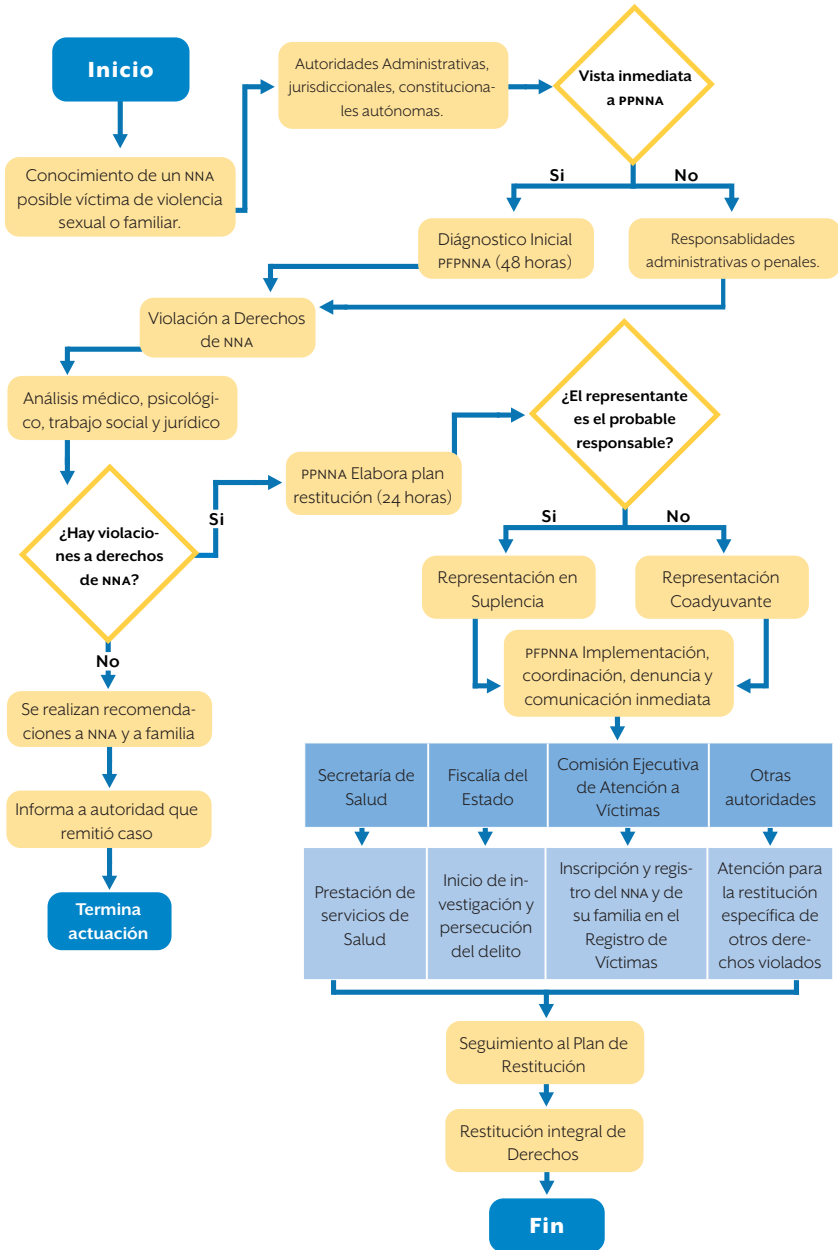 Inicio
Conocimiento de un NNA
posible víctima de violencia
sexual o familiar.
Autoridades Administrativas,
jurisdiccionales, constituciona-
les autónomas.
Vista inmediata
a PPNNA
Si
No
Diágnostico Inicial
PFPNNA (48 horas)
Responsablidades
administrativas o penales.
Violación a Derechos
de NNA
Análisis médico, psicológi-
co, trabajo social y jurídico
¿Hay violacio-
nes a derechos
de NNA?
Si
No
PPNNA Elabora plan
restitución (24 horas)
¿El representante
es el probable
responsable?
Si
No
Representación en
Suplencia
Representación
Coadyuvante
PFPNNA Implementación,
coordinación, denuncia y
comunicación inmediata
Se realizan recomenda-
ciones a NNA y a familia
Informa a autoridad que
remitió caso
Termina
actuación
Secretaría de
Salud
Fiscalía del
Estado
Comisión Ejecutiva
de Atención a
Víctimas
Otras
autoridades
Prestación de
servicios de
Salud
Inicio de in-
vestigación y
persecución
del delito
Inscripción y regis-
tro del NNA y de
su familia en el
Registro de
Víctimas
Atención para
la restitución
específica de
otros dere-
chos violados
Seguimiento al Plan de
Restitución
Restitución integral de
Derechos
Fin